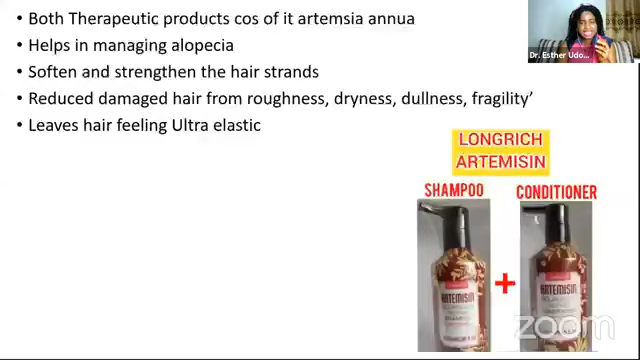 • Both Therapeutic products cos of it artemsia annua
• Helps in managing alopecia
• Soften and strengthen the hair strands
• Reduced damaged hair from roughness, dryness, dullness, fragility’
• Leaves hair feeling Ultra elastic
Dr. Esther Udo...
LONGRICH
ARTEMISIN
SHAMPOO
CONDITIONER
+
ARTEMISIN
SHAMPOO
ARTEMISIN
zoom